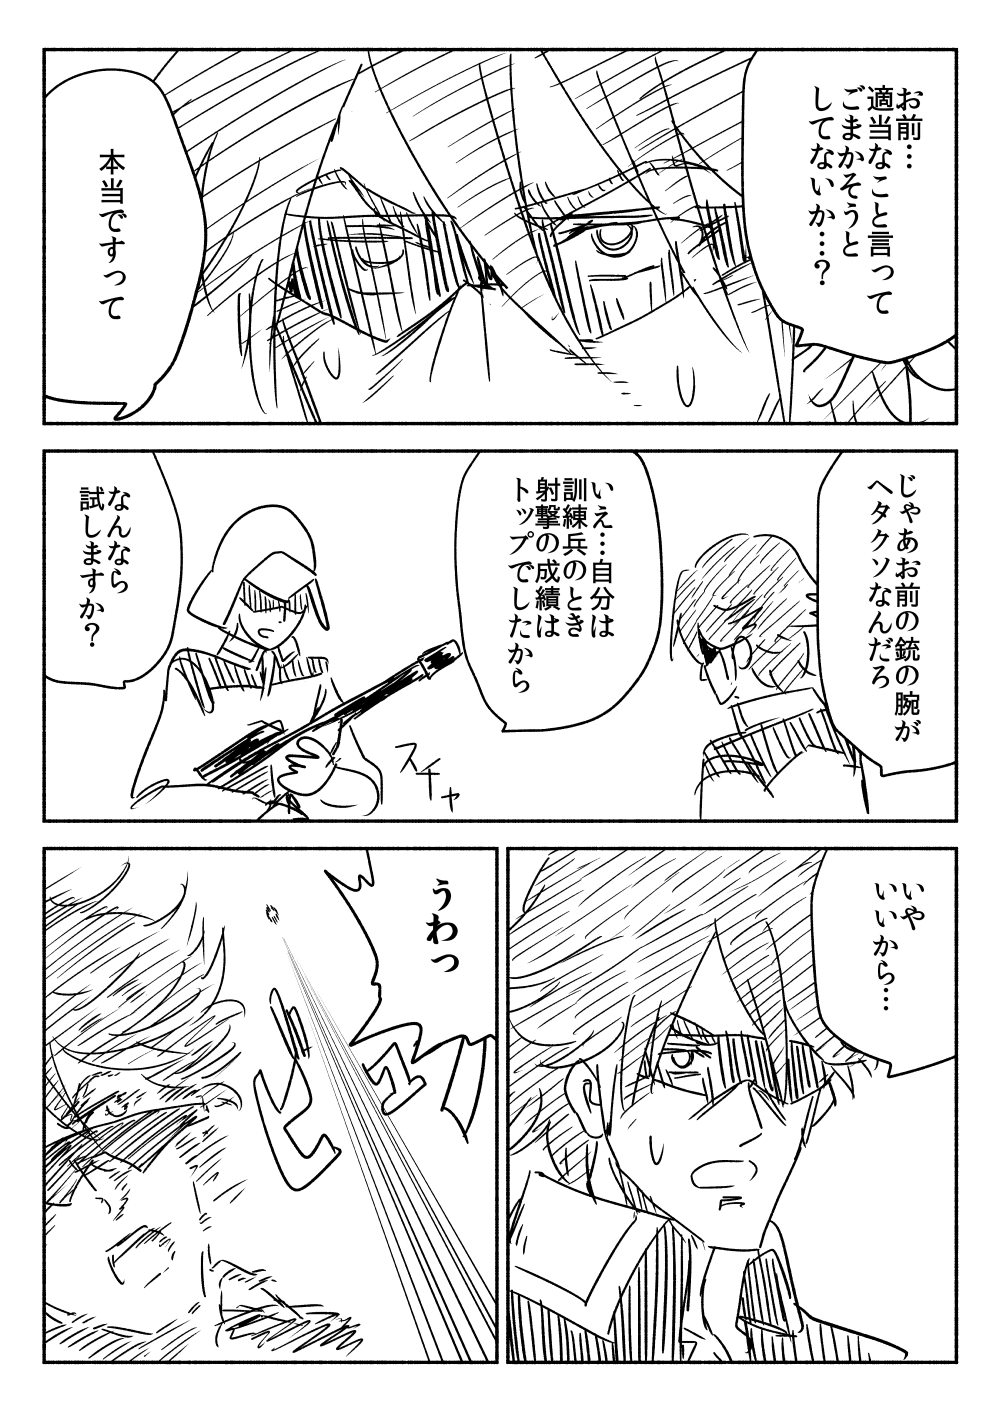 お前…
適当なこと言って
ごまかそうと
してないか…？
本当ですって
じゃあお前の銃の腕が
ヘタクソなんだろ
いえ…自分は
訓練兵のとき
射撃の成績は
トップでしたから
スチャ
なんなら
試しますか？
いや
いいから…
うわっ
ヒュッ